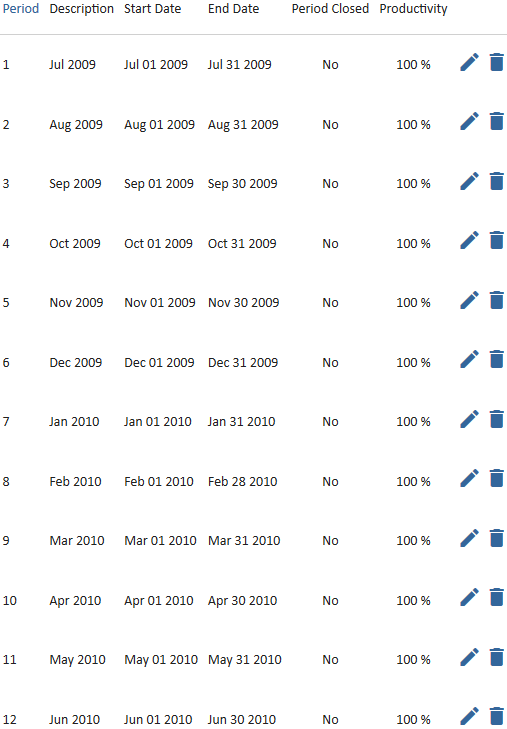 Period Description Start Date End Date Period Closed Productivity
1 Jul 2009 Jul 01 2009 Jul 31 2009 No 100 %
2 Aug 2009 Aug 01 2009 Aug 31 2009 No 100 %
3 Sep 2009 Sep 01 2009 Sep 30 2009 No 100 %
4 Oct 2009 Oct 01 2009 Oct 31 2009 No 100 %
5 Nov 2009 Nov 01 2009 Nov 30 2009 No 100 %
6 Dec 2009 Dec 01 2009 Dec 31 2009 No 100 %
7 Jan 2010 Jan 01 2010 Jan 31 2010 No 100 %
8 Feb 2010 Feb 01 2010 Feb 28 2010 No 100 %
9 Mar 2010 Mar 01 2010 Mar 31 2010 No 100 %
10 Apr 2010 Apr 01 2010 Apr 30 2010 No 100 %
11 May 2010 May 01 2010 May 31 2010 No 100 %
12 Jun 2010 Jun 01 2010 Jun 30 2010 No 100 %